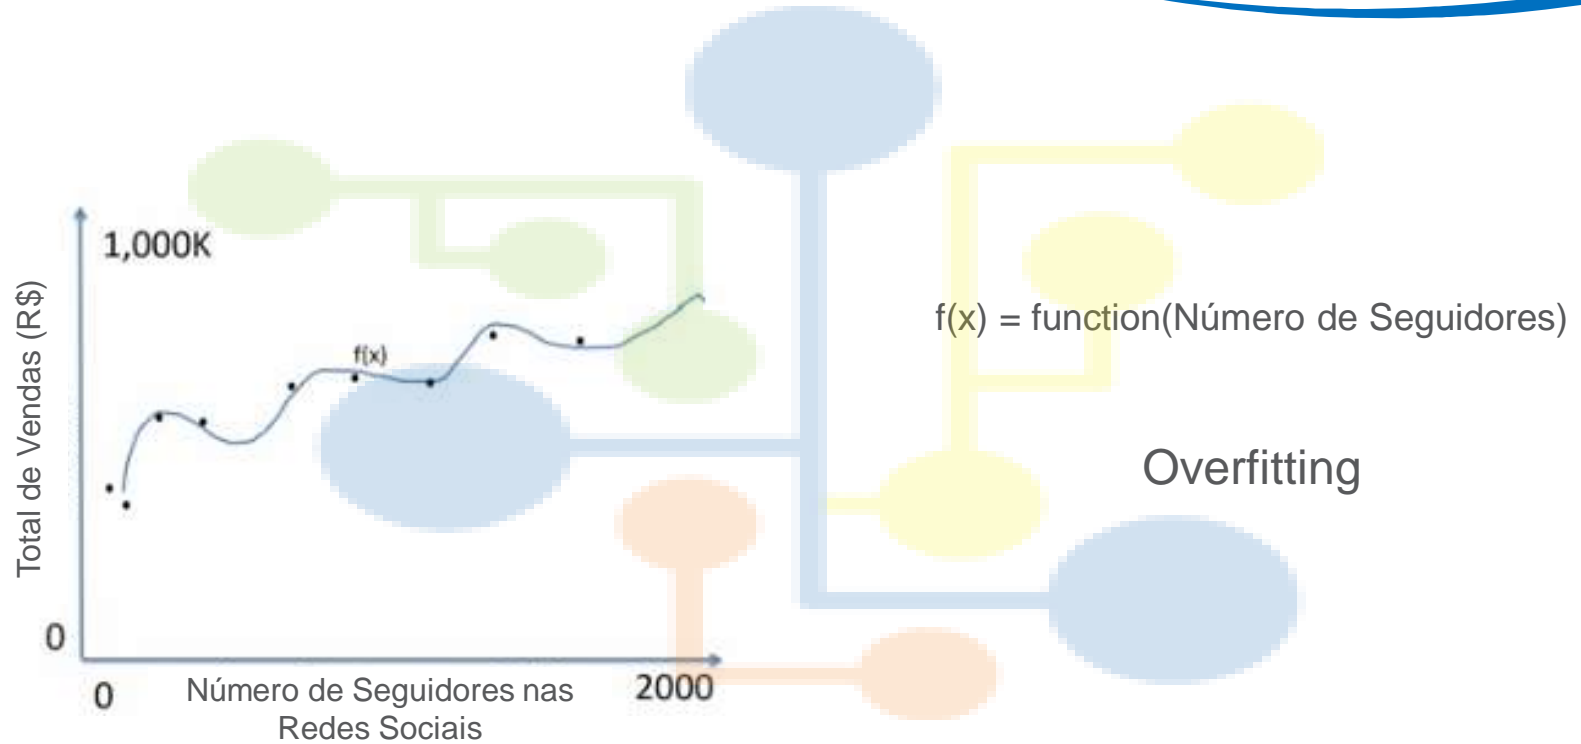 1,000K
Total de Vendas (R$)
f(x)
f(x) = function(Número de Seguidores)
Overfitting
0
0
Número de Seguidores nas
Redes Sociais
2000